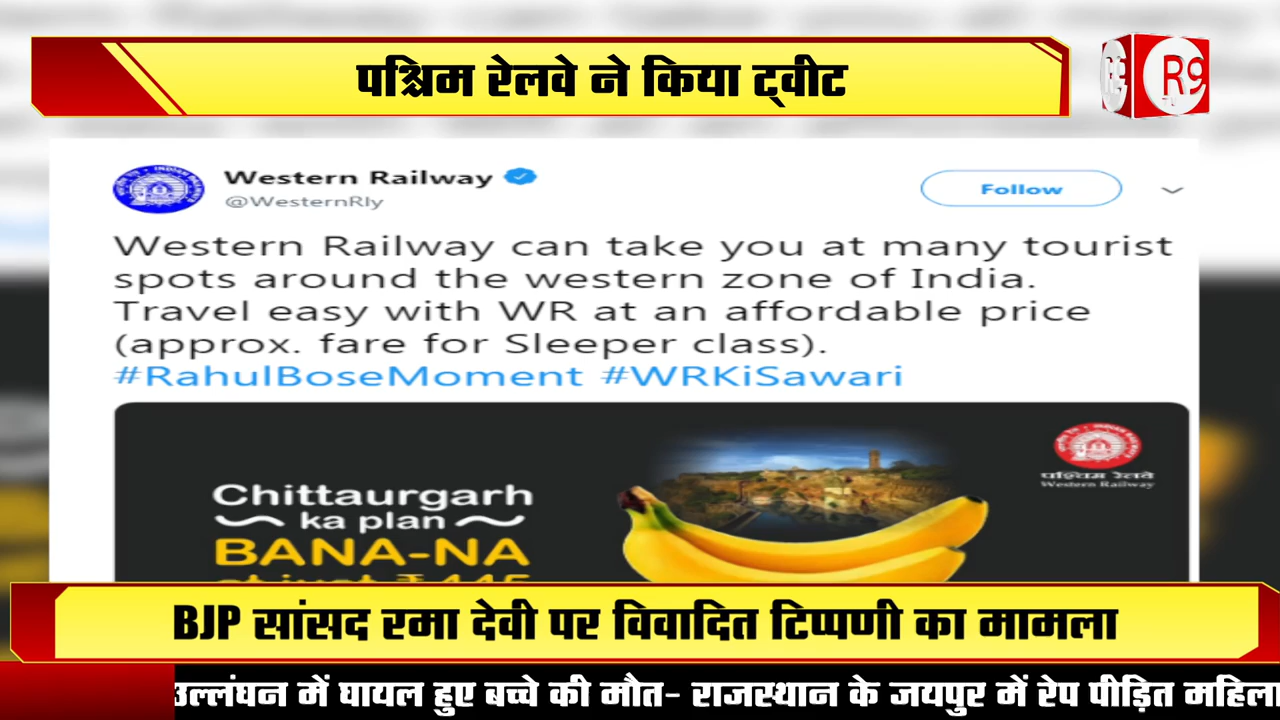 पश्चिम रेलवे ने किया ट्वीट
R9
Western Railway
@WesternRly
Follow
Western Railway can take you at many tourist
spots around the western zone of India.
Travel easy with WR at an affordable price
(approx. fare for Sleeper class).
#RahulBoseMoment #WRKiSawari
Chittaurgarh
ka plan
BANA-NA
पश्चिम रेलवे
Western Railway
BJP सांसद रमा देवी पर विवादित टिप्पणी का मामला
उल्लंघन में घायल हुए बच्चे की मौत- राजस्थान के जयपुर में रेप पीड़ित महिला